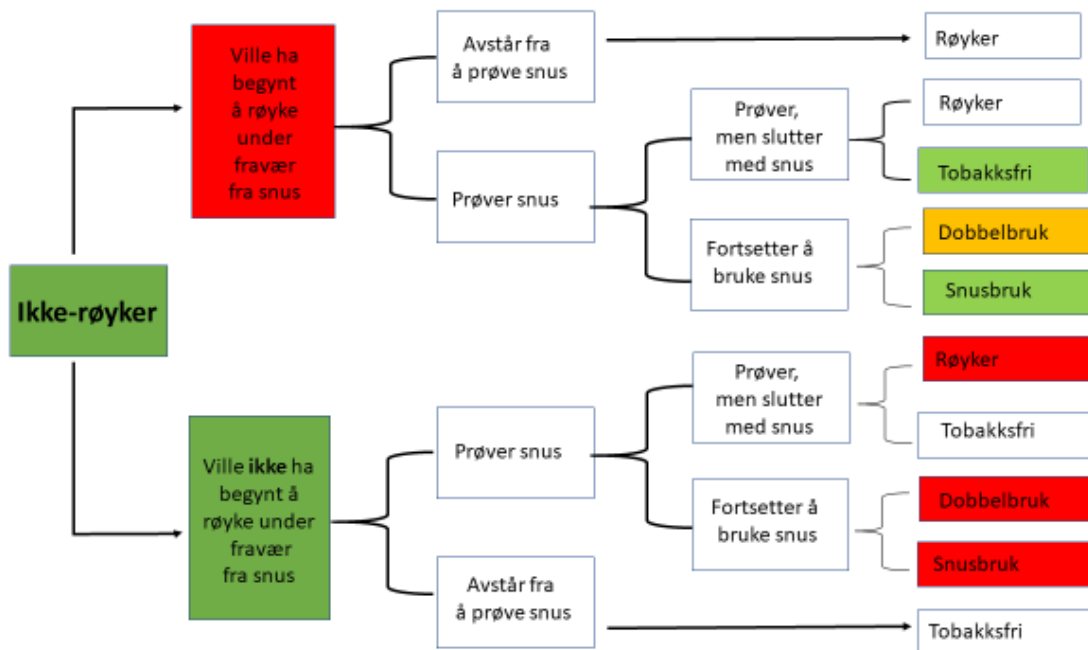 Ikke-røyker
Ville ha
begynt
å røyke
under
fravær
fra snus
Avstår fra
å prøve snus
Røyker
Prøver snus
Prøver,
men slutter
med snus
Røyker
Tobakksfri
Fortsetter å
bruke snus
Dobbelbruk
Snusbruk
Ville ikke ha
begynt å
røyke under
fravær
fra snus
Prøver snus
Prøver,
men slutter
med snus
Røyker
Tobakksfri
Fortsetter å
bruke snus
Dobbelbruk
Snusbruk
Avstår fra
å prøve snus
Tobakksfri